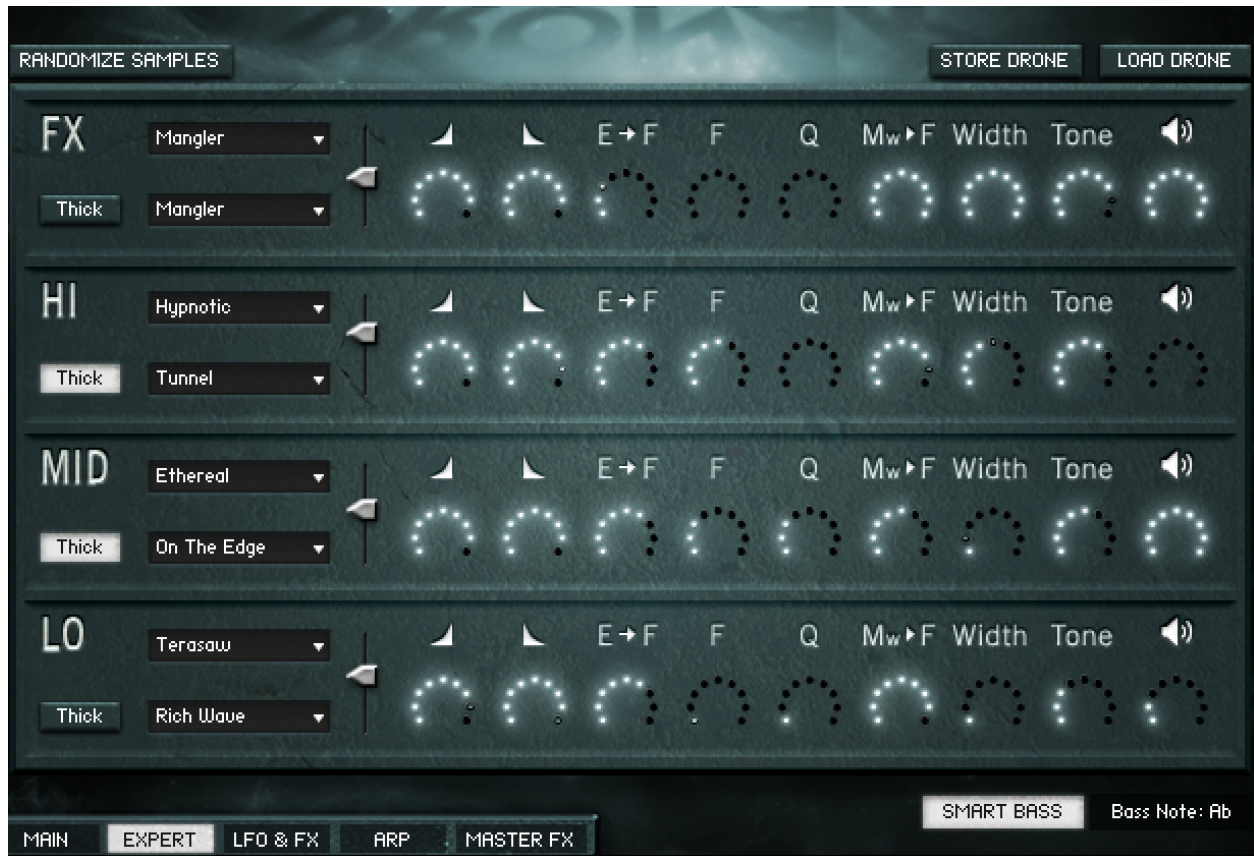 RANDOMIZE SAMPLES STORE DRONE LOAD DRONE
FX Mangler E→F F Q Mw▸F Width Tone
Thick Mangler
HI Hypnotic E→F F Q Mw▸F Width Tone
Thick Tunnel
MID Ethereal E→F F Q Mw▸F Width Tone
Thick On The Edge
LO Terasaw E→F F Q Mw▸F Width Tone
Thick Rich Wave
SMART BASS Bass Note: Ab
MAIN EXPERT LFO & FX ARP MASTER FX